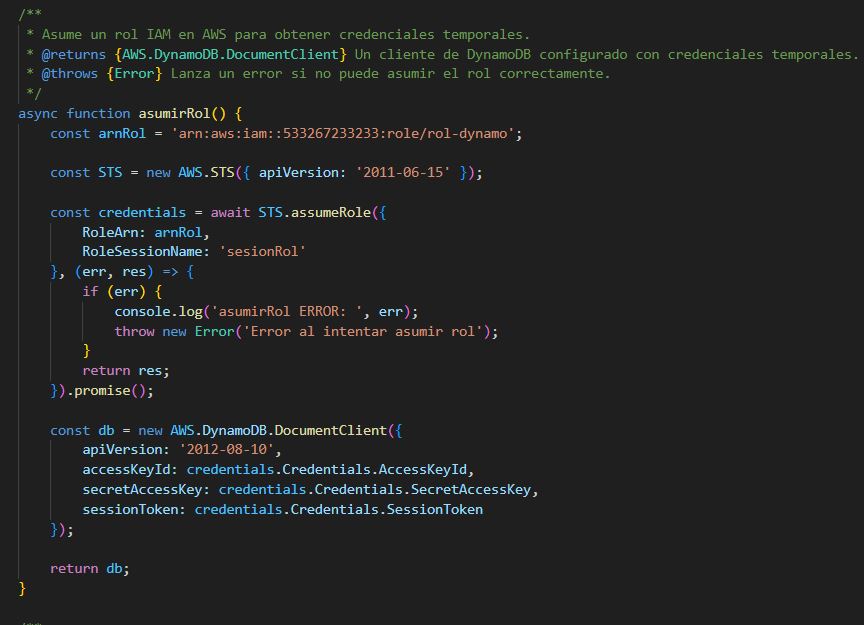 /**
 * Asume un rol IAM en AWS para obtener credenciales temporales.
 * @returns {AWS.DynamoDB.DocumentClient} Un cliente de DynamoDB configurado con credenciales temporales.
 * @throws {Error} Lanza un error si no puede asumir el rol correctamente.
 */
async function asumirRol() {
    const arnRol = 'arn:aws:iam::533267233233:role/rol-dynamo';

    const STS = new AWS.STS({ apiVersion: '2011-06-15' });

    const credentials = await STS.assumeRole({
        RoleArn: arnRol,
        RoleSessionName: 'sesionRol'
    }, (err, res) => {
        if (err) {
            console.log('asumirRol ERROR: ', err);
            throw new Error('Error al intentar asumir rol');
        }
        return res;
    }).promise();

    const db = new AWS.DynamoDB.DocumentClient({
        apiVersion: '2012-08-10',
        accessKeyId: credentials.Credentials.AccessKeyId,
        secretAccessKey: credentials.Credentials.SecretAccessKey,
        sessionToken: credentials.Credentials.SessionToken
    });

    return db;
}